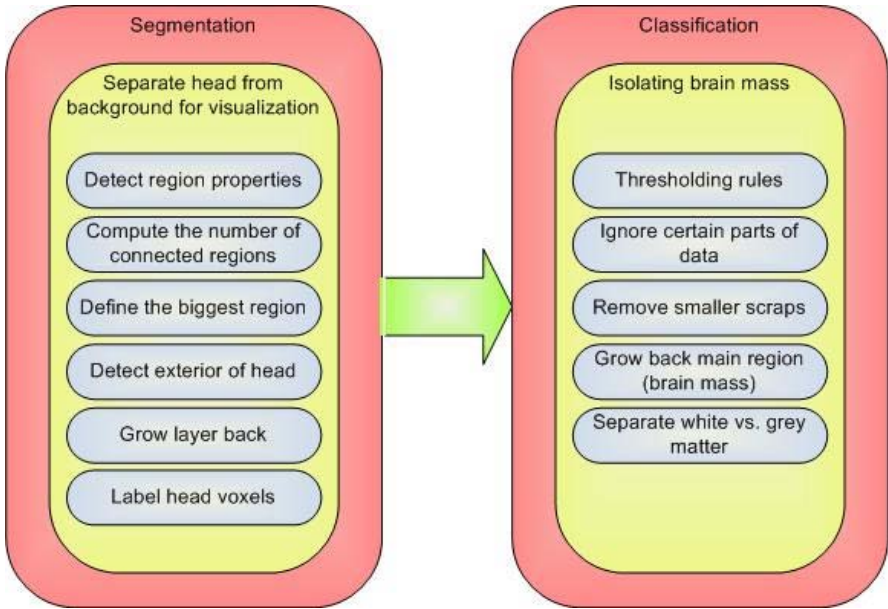 Segmentation
Separate head from
background for visualization
Detect region properties
Compute the number of
connected regions
Define the biggest region
Detect exterior of head
Grow layer back
Label head voxels
Classification
Isolating brain mass
Thresholding rules
Ignore certain parts of
data
Remove smaller scraps
Grow back main region
(brain mass)
Separate white vs. grey
matter